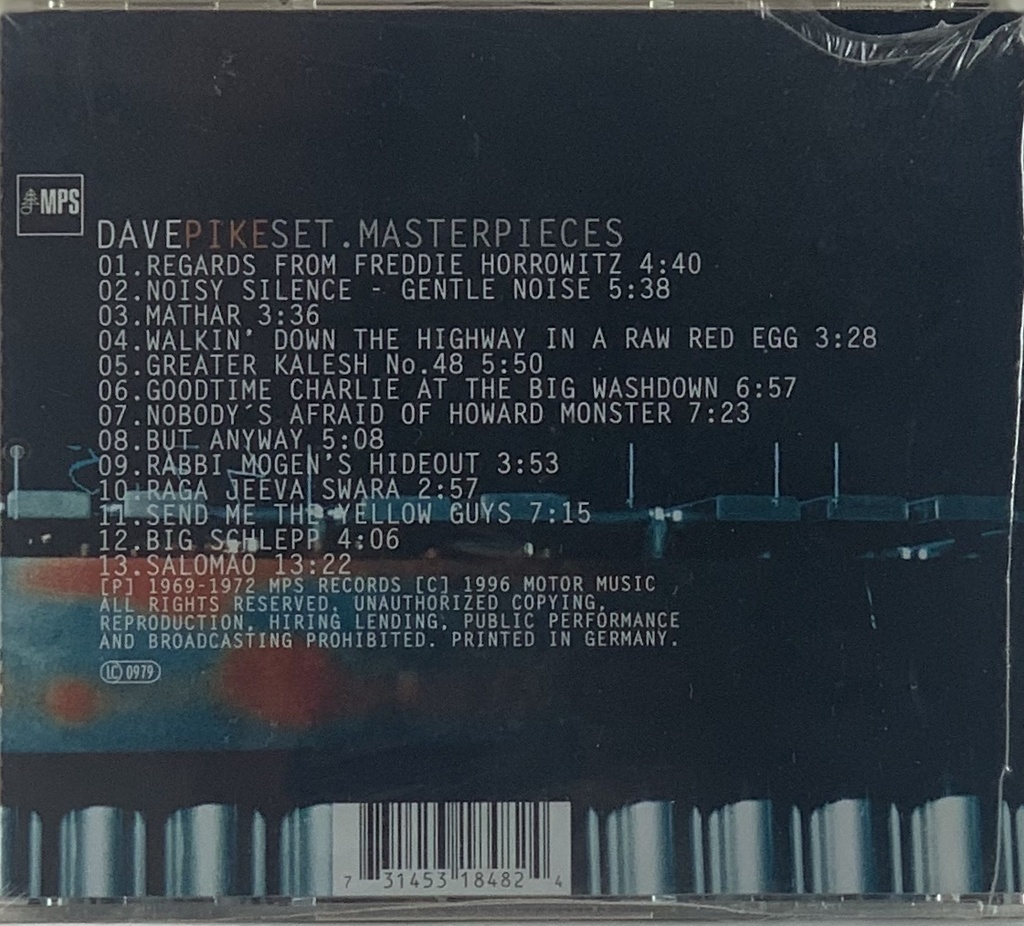 MPS
DAVEPIKESET.MASTERPIECES
01.REGARDS FROM FREDDIE HORROWITZ 4:40
02.NOISY SILENCE - GENTLE NOISE 5:38
03.MATHAR 3:36
04.WALKIN' DOWN THE HIGHWAY IN A RAW RED EGG 3:28
05.GREATER KALESH No.48 5:50
06.GOODTIME CHARLIE AT THE BIG WASHDOWN 6:57
07.NOBODY´S AFRAID OF HOWARD MONSTER 7:23
08.BUT ANYWAY 5:08
09.RABBI MOGEN'S HIDEOUT 3:53
10.RAGA JEEVA SWARA 2:57
11.SEND ME THE YELLOW GUYS 7:15
12.BIG SCHLEPP 4:06
13.SALOMAO 13:22
[P] 1969-1972 MPS RECORDS [C] 1996 MOTOR MUSIC
ALL RIGHTS RESERVED. UNAUTHORIZED COPYING,
REPRODUCTION, HIRING LENDING, PUBLIC PERFORMANCE
AND BROADCASTING PROHIBITED. PRINTED IN GERMANY.
LC 0979
7 31453 18482 4